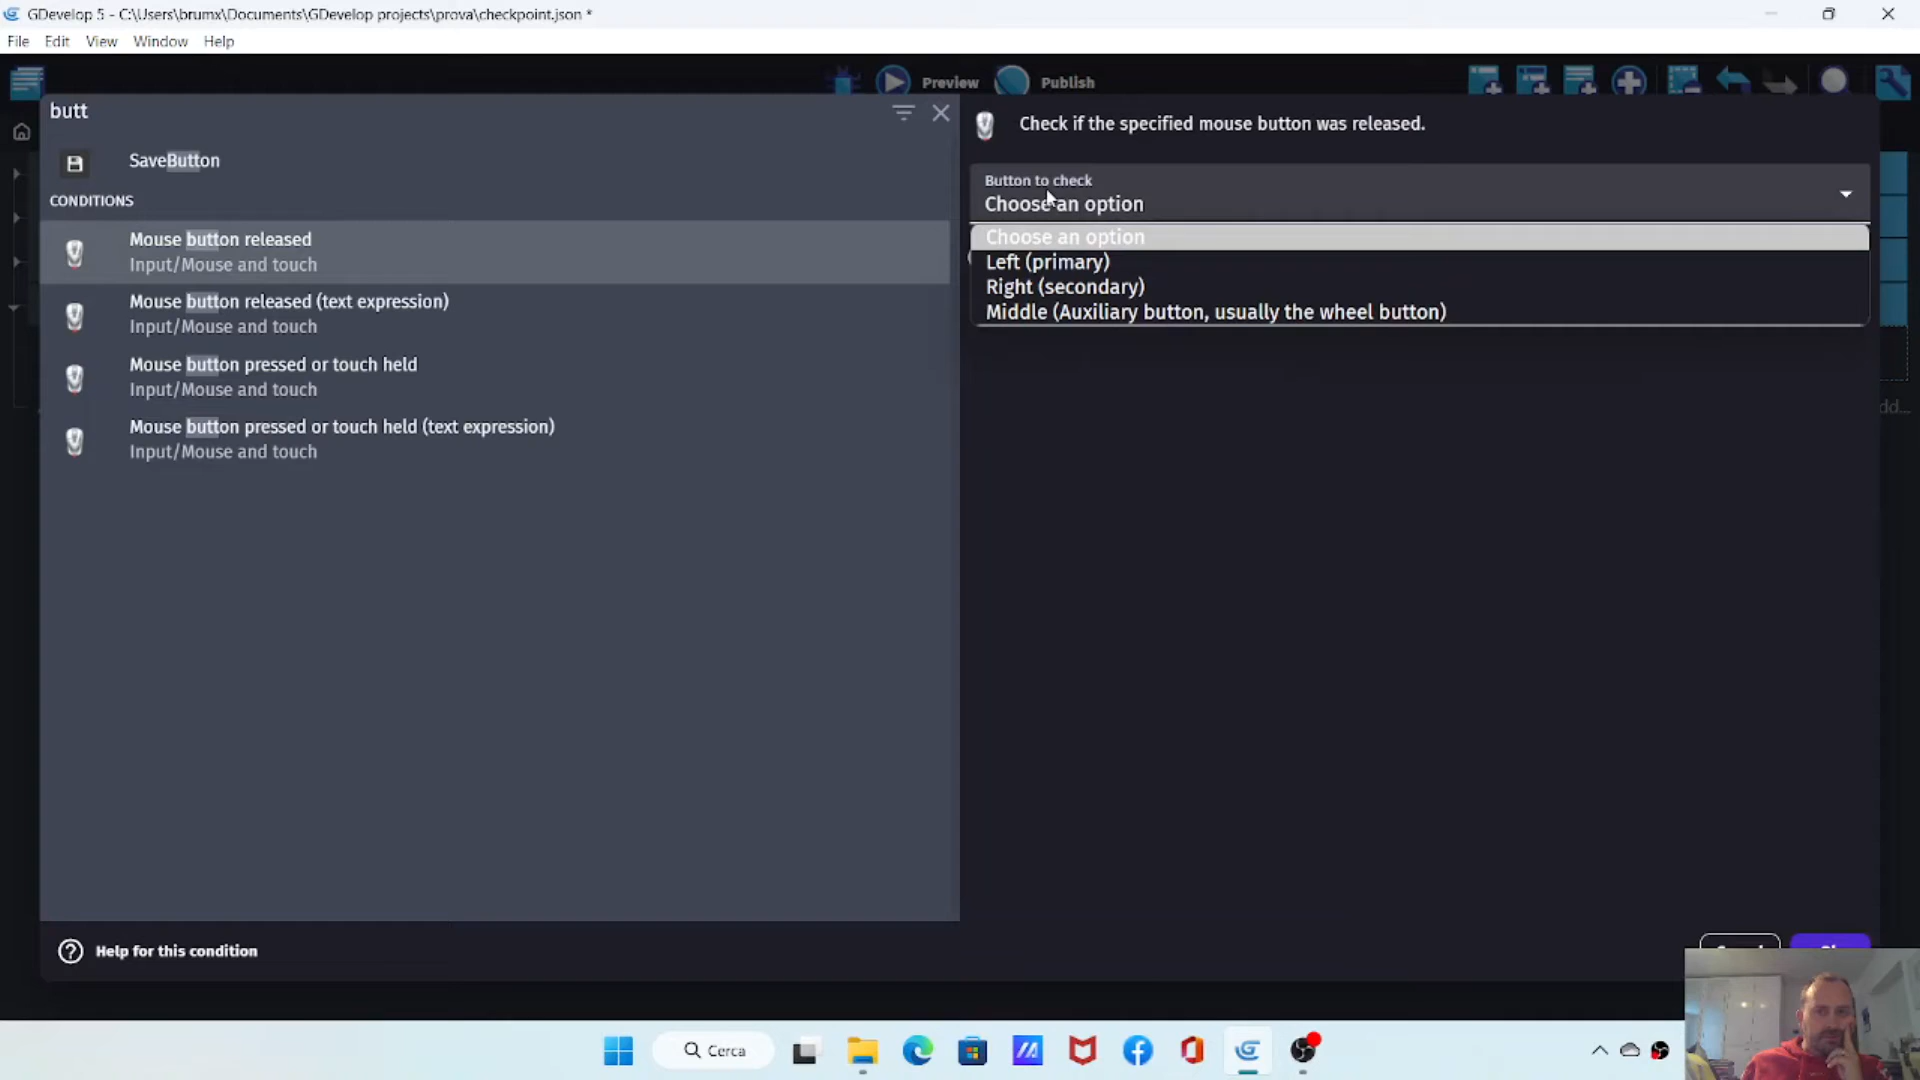 GDevelop 5 - C:\Users\brumx\Documents\GDevelop projects\prova\checkpoint.json *
File Edit View Window Help
Preview Publish
butt
SaveButton
CONDITIONS
Mouse button released
Input/Mouse and touch
Mouse button released (text expression)
Input/Mouse and touch
Mouse button pressed or touch held
Input/Mouse and touch
Mouse button pressed or touch held (text expression)
Input/Mouse and touch
Check if the specified mouse button was released.
Button to check
Choose an option
Choose an option
Left (primary)
Right (secondary)
Middle (Auxiliary button, usually the wheel button)
Help for this condition
Cerca